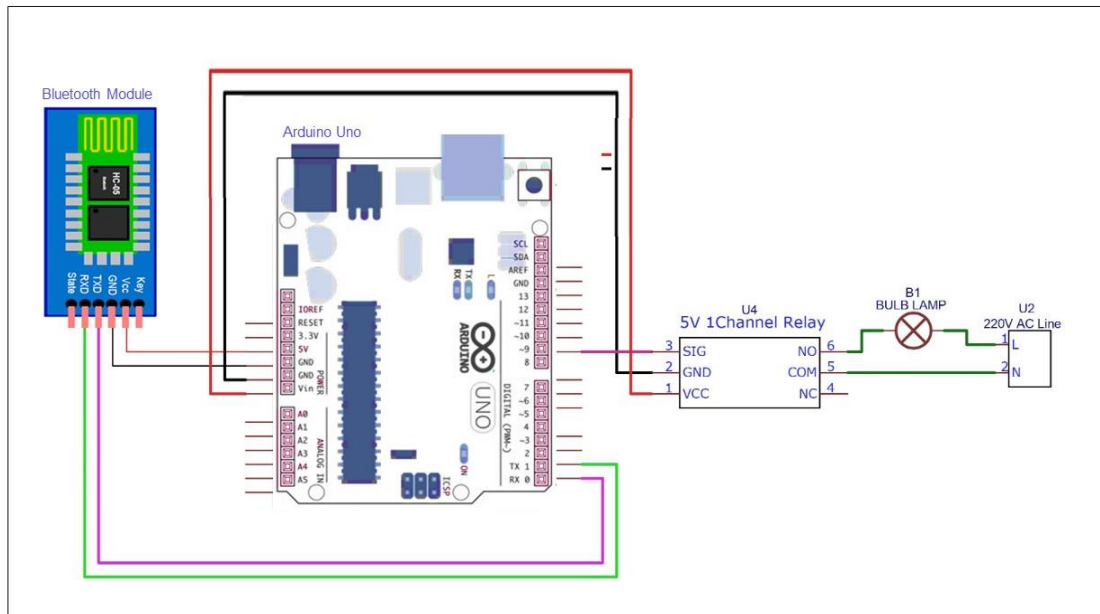 Bluetooth Module
HC-05
State
RXD
TXD
GND
Vcc
Key
Arduino Uno
IOREF
RESET
3.3V
5V
GND
GND
Vin
POWER
A0
A1
A2
A3
A4
A5
ANALOG IN
RX
TX
L
ARDUINO
UNO
ON
ICSP
SCL
SDA
AREF
GND
13
12
~11
~10
~9
8
7
~6
~5
4
~3
2
TX 1
RX 0
DIGITAL (PWM~)
U4
5V 1Channel Relay
3 SIG
2 GND
1 VCC
NO 6
COM 5
NC 4
B1
BULB LAMP
U2
220V AC Line
1 L
2 N